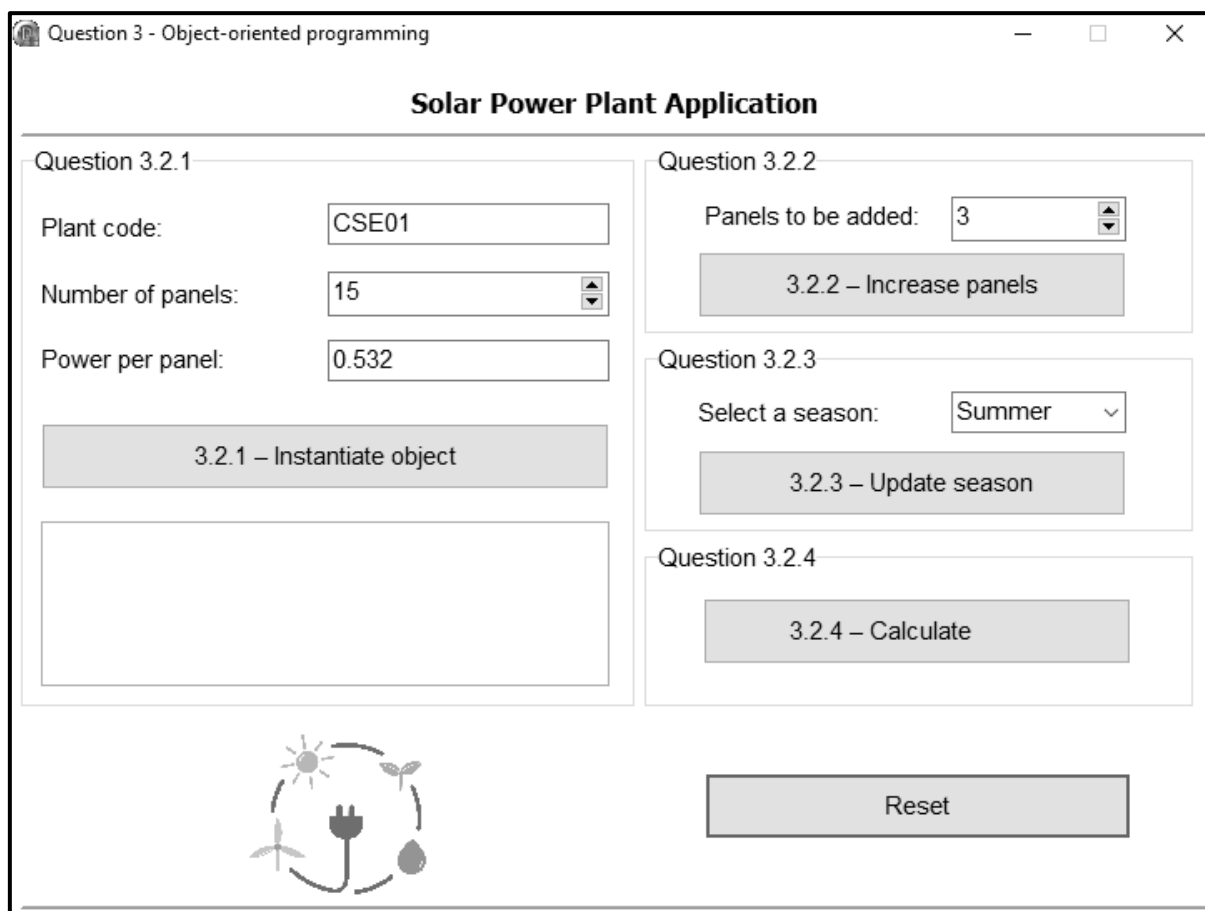 Question 3 - Object-oriented programming
Solar Power Plant Application
Question 3.2.1
Plant code:
CSE01
Number of panels:
15
Power per panel:
0.532
3.2.1 – Instantiate object
Question 3.2.2
Panels to be added:
3
3.2.2 – Increase panels
Question 3.2.3
Select a season:
Summer
3.2.3 – Update season
Question 3.2.4
3.2.4 – Calculate
Reset